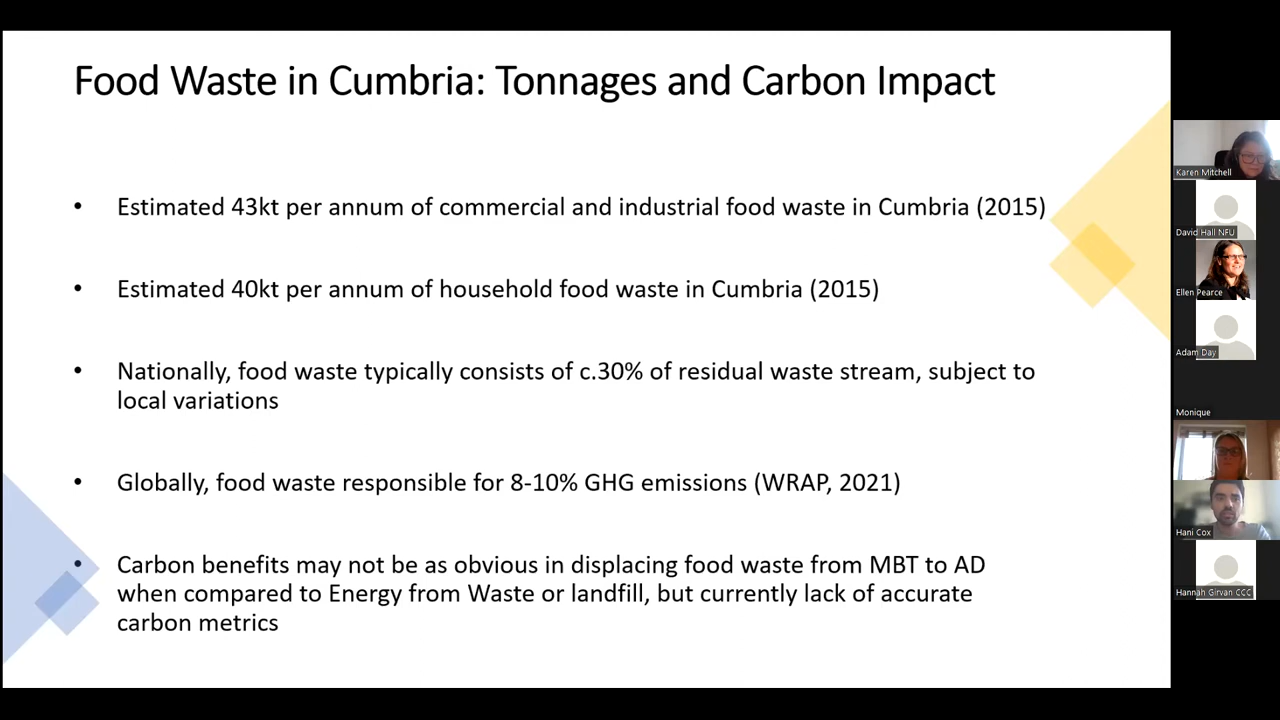 Food Waste in Cumbria: Tonnages and Carbon Impact
• Estimated 43kt per annum of commercial and industrial food waste in Cumbria (2015)
• Estimated 40kt per annum of household food waste in Cumbria (2015)
• Nationally, food waste typically consists of c.30% of residual waste stream, subject to
local variations
• Globally, food waste responsible for 8-10% GHG emissions (WRAP, 2021)
• Carbon benefits may not be as obvious in displacing food waste from MBT to AD
when compared to Energy from Waste or landfill, but currently lack of accurate
carbon metrics
Karen Mitchell
David Hall NFU
Ellen Pearce
Adam Day
Monique
Hani Cox
Hannah Girvan CCC